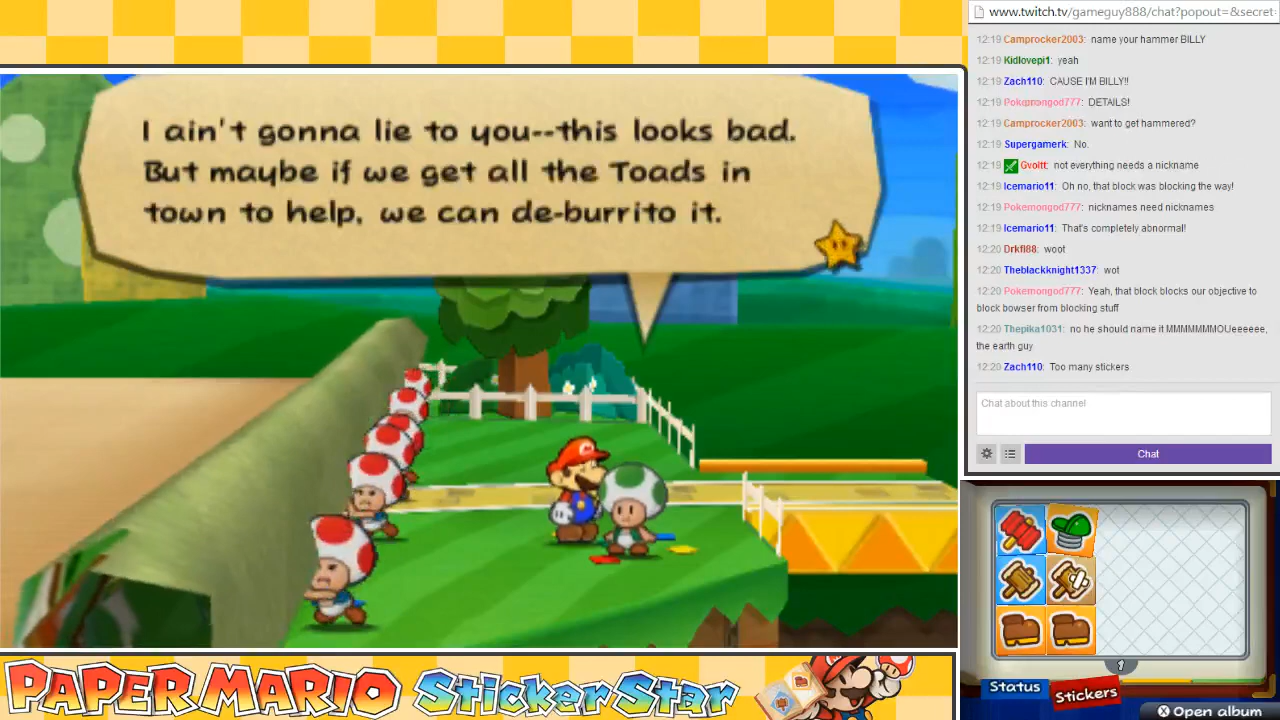 I ain't gonna lie to you--this looks bad.
But maybe if we get all the Toads in
town to help, we can de-burrito it.
PAPER MARIO Sticker Star
www.twitch.tv/gameguy888/chat?popout=&secret=
12:19 Camprocker2003: name your hammer BILLY
12:19 Kidlovepi1: yeah
12:19 Zach110: CAUSE I'M BILLY!!
12:19 Pokemongod777: DETAILS!
12:19 Camprocker2003: want to get hammered?
12:19 Supergamerk: No.
12:19 Gvoltt: not everything needs a nickname
12:19 Icemario11: Oh no, that block was blocking the way!
12:19 Pokemongod777: nicknames need nicknames
12:19 Icemario11: That's completely abnormal!
12:20 Drkfl88: woot
12:20 Theblackknight1337: wot
12:20 Pokemongod777: Yeah, that block blocks our objective to
block bowser from blocking stuff
12:20 Thepika1031: no he should name it MMMMMMMOUeeeeee,
the earth guy
12:20 Zach110: Too many stickers
Chat about this channel
Chat
1
Status
Stickers
X Open album